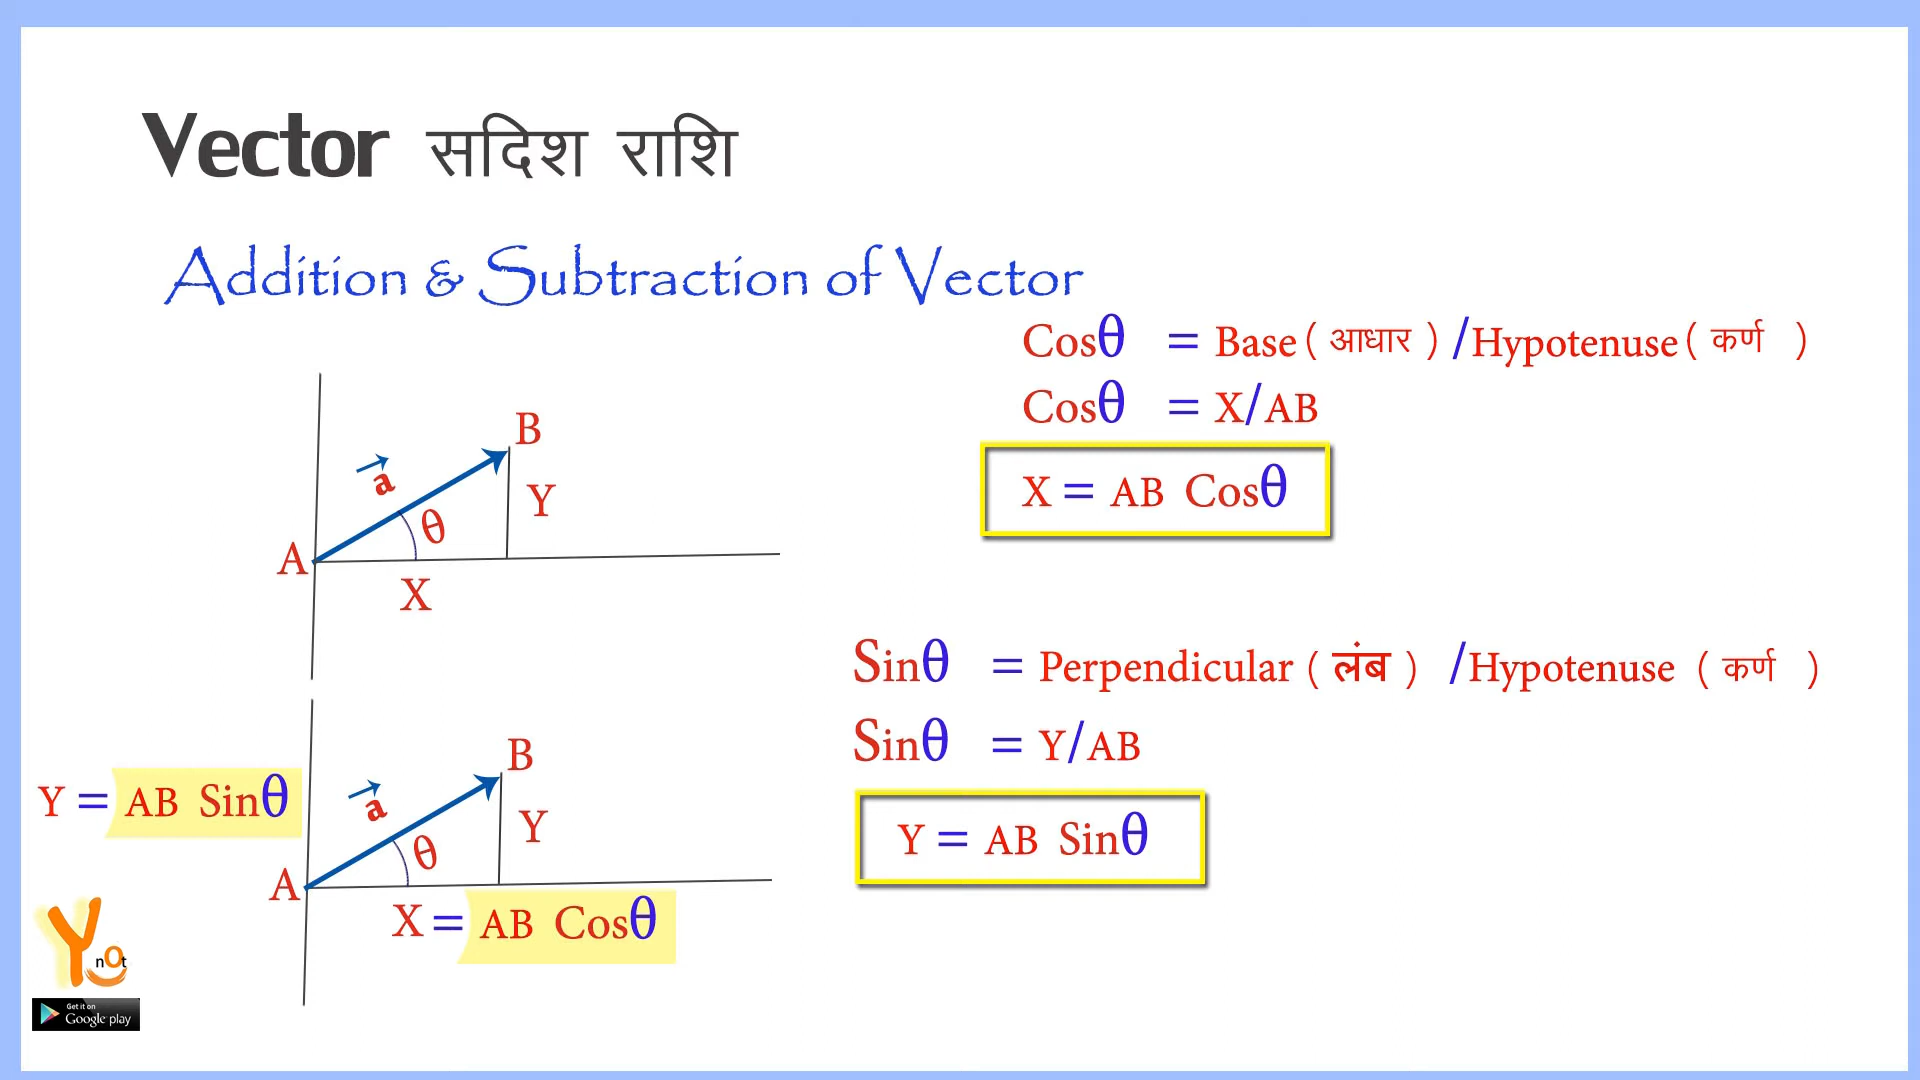 Vector सदिश राशि
Addition & Subtraction of Vector
Cosθ = Base ( आधार ) /Hypotenuse ( कर्ण )
Cosθ = X/AB
X = AB Cosθ
B
a
Y
θ
A
X
Sinθ = Perpendicular ( लंब ) /Hypotenuse ( कर्ण )
Sinθ = Y/AB
Y = AB Sinθ
B
Y = AB Sinθ
a
Y
θ
A
X = AB Cosθ
Y not
Get it on
Google play